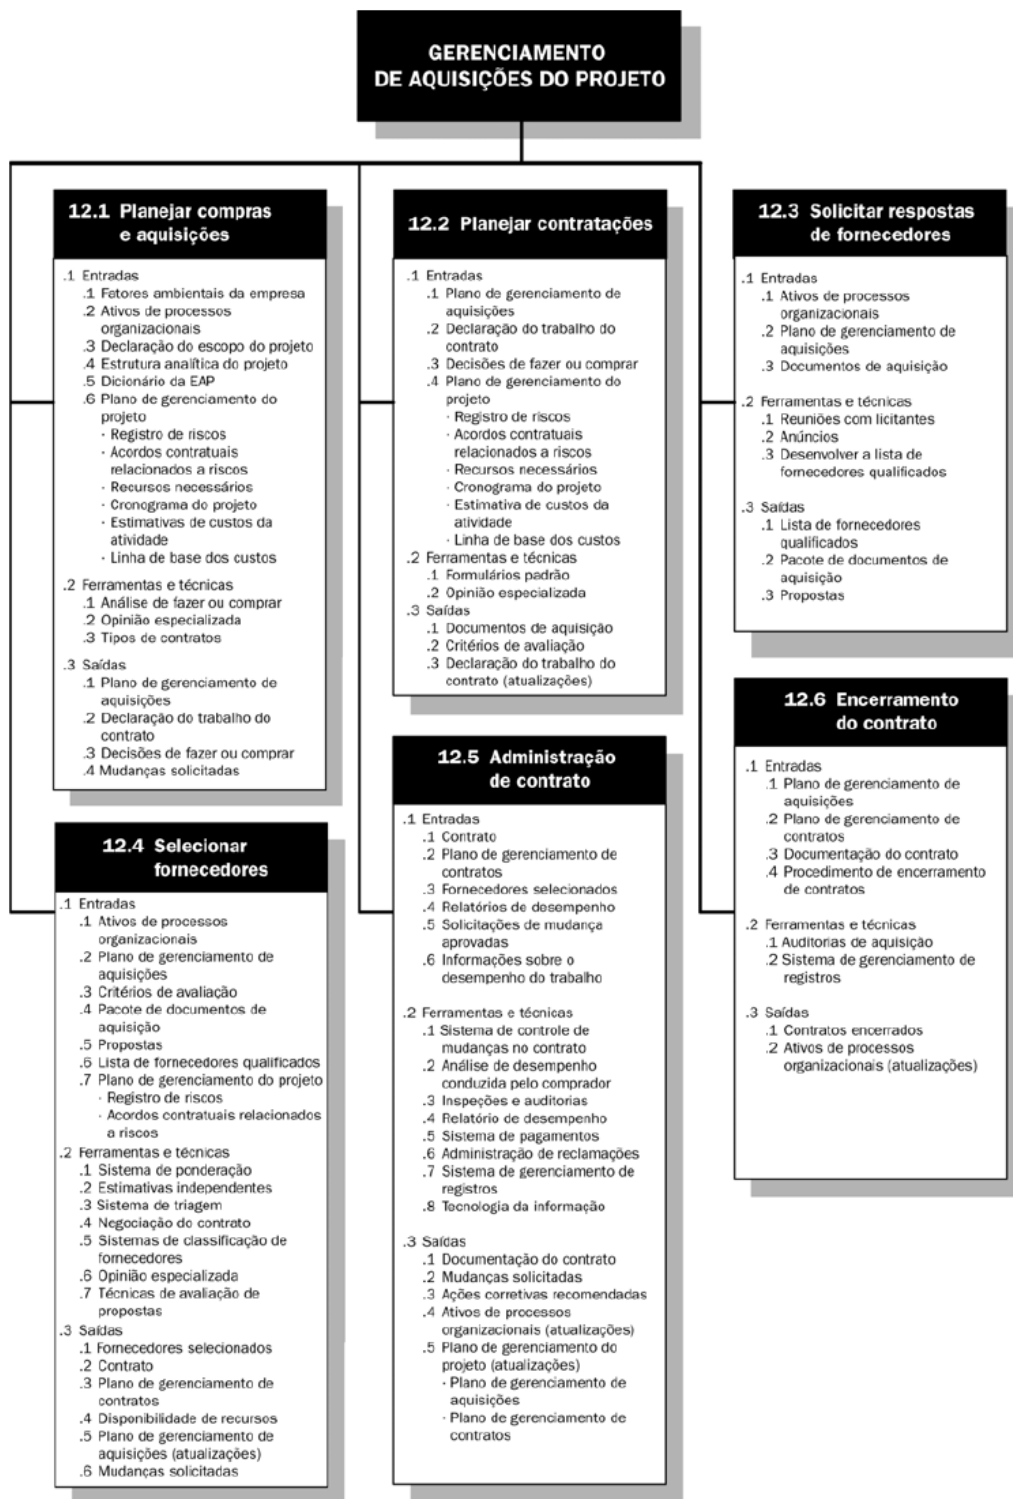 GERENCIAMENTO
DE AQUISIÇÕES DO PROJETO
12.1 Planejar compras
e aquisições
.1 Entradas
.1 Fatores ambientais da empresa
.2 Ativos de processos
organizacionais
.3 Declaração do escopo do projeto
.4 Estrutura analítica do projeto
.5 Dicionário da EAP
.6 Plano de gerenciamento do
projeto
· Registro de riscos
· Acordos contratuais
relacionados a riscos
· Recursos necessários
· Cronograma do projeto
· Estimativas de custos da
atividade
· Linha de base dos custos
.2 Ferramentas e técnicas
.1 Análise de fazer ou comprar
.2 Opinião especializada
.3 Tipos de contratos
.3 Saídas
.1 Plano de gerenciamento de
aquisições
.2 Declaração do trabalho do
contrato
.3 Decisões de fazer ou comprar
.4 Mudanças solicitadas
12.2 Planejar contratações
.1 Entradas
.1 Plano de gerenciamento de
aquisições
.2 Declaração do trabalho do
contrato
.3 Decisões de fazer ou comprar
.4 Plano de gerenciamento do
projeto
· Registro de riscos
· Acordos contratuais
relacionados a riscos
· Recursos necessários
· Cronograma do projeto
· Estimativa de custos da
atividade
· Linha de base dos custos
.2 Ferramentas e técnicas
.1 Formulários padrão
.2 Opinião especializada
.3 Saídas
.1 Documentos de aquisição
.2 Critérios de avaliação
.3 Declaração do trabalho do
contrato (atualizações)
12.3 Solicitar respostas
de fornecedores
.1 Entradas
.1 Ativos de processos
organizacionais
.2 Plano de gerenciamento de
aquisições
.3 Documentos de aquisição
.2 Ferramentas e técnicas
.1 Reuniões com licitantes
.2 Anúncios
.3 Desenvolver a lista de
fornecedores qualificados
.3 Saídas
.1 Lista de fornecedores
qualificados
.2 Pacote de documentos de
aquisição
.3 Propostas
12.4 Selecionar
fornecedores
.1 Entradas
.1 Ativos de processos
organizacionais
.2 Plano de gerenciamento de
aquisições
.3 Critérios de avaliação
.4 Pacote de documentos de
aquisição
.5 Propostas
.6 Lista de fornecedores qualificados
.7 Plano de gerenciamento do projeto
· Registro de riscos
· Acordos contratuais relacionados
a riscos
.2 Ferramentas e técnicas
.1 Sistema de ponderação
.2 Estimativas independentes
.3 Sistema de triagem
.4 Negociação do contrato
.5 Sistemas de classificação de
fornecedores
.6 Opinião especializada
.7 Técnicas de avaliação de
propostas
.3 Saídas
.1 Fornecedores selecionados
.2 Contrato
.3 Plano de gerenciamento de
contratos
.4 Disponibilidade de recursos
.5 Plano de gerenciamento de
aquisições (atualizações)
.6 Mudanças solicitadas
12.5 Administração
de contrato
.1 Entradas
.1 Contrato
.2 Plano de gerenciamento de
contratos
.3 Fornecedores selecionados
.4 Relatórios de desempenho
.5 Solicitações de mudança
aprovadas
.6 Informações sobre o
desempenho do trabalho
.2 Ferramentas e técnicas
.1 Sistema de controle de
mudanças no contrato
.2 Análise de desempenho
conduzida pelo comprador
.3 Inspeções e auditorias
.4 Relatório de desempenho
.5 Sistema de pagamentos
.6 Administração de reclamações
.7 Sistema de gerenciamento de
registros
.8 Tecnologia da informação
.3 Saídas
.1 Documentação do contrato
.2 Mudanças solicitadas
.3 Ações corretivas recomendadas
.4 Ativos de processos
organizacionais (atualizações)
.5 Plano de gerenciamento do
projeto (atualizações)
· Plano de gerenciamento de
aquisições
· Plano de gerenciamento de
contratos
12.6 Encerramento
do contrato
.1 Entradas
.1 Plano de gerenciamento de
aquisições
.2 Plano de gerenciamento de
contratos
.3 Documentação do contrato
.4 Procedimento de encerramento
de contratos
.2 Ferramentas e técnicas
.1 Auditorias de aquisição
.2 Sistema de gerenciamento de
registros
.3 Saídas
.1 Contratos encerrados
.2 Ativos de processos
organizacionais (atualizações)